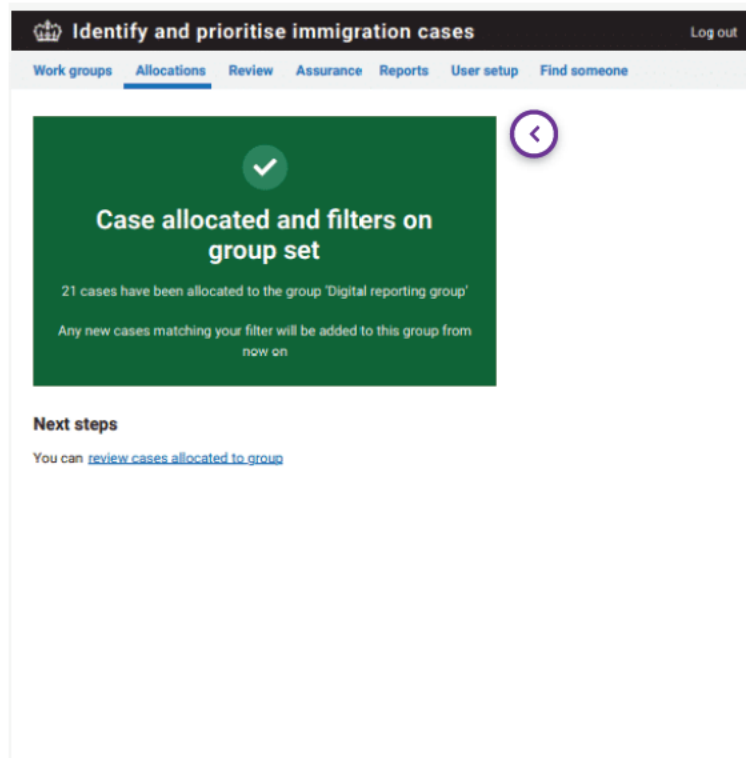 Identify and prioritise immigration cases
Log out
Work groups Allocations Review Assurance Reports User setup Find someone
Case allocated and filters on
group set
21 cases have been allocated to the group 'Digital reporting group'
Any new cases matching your filter will be added to this group from
now on
Next steps
You can review cases allocated to group